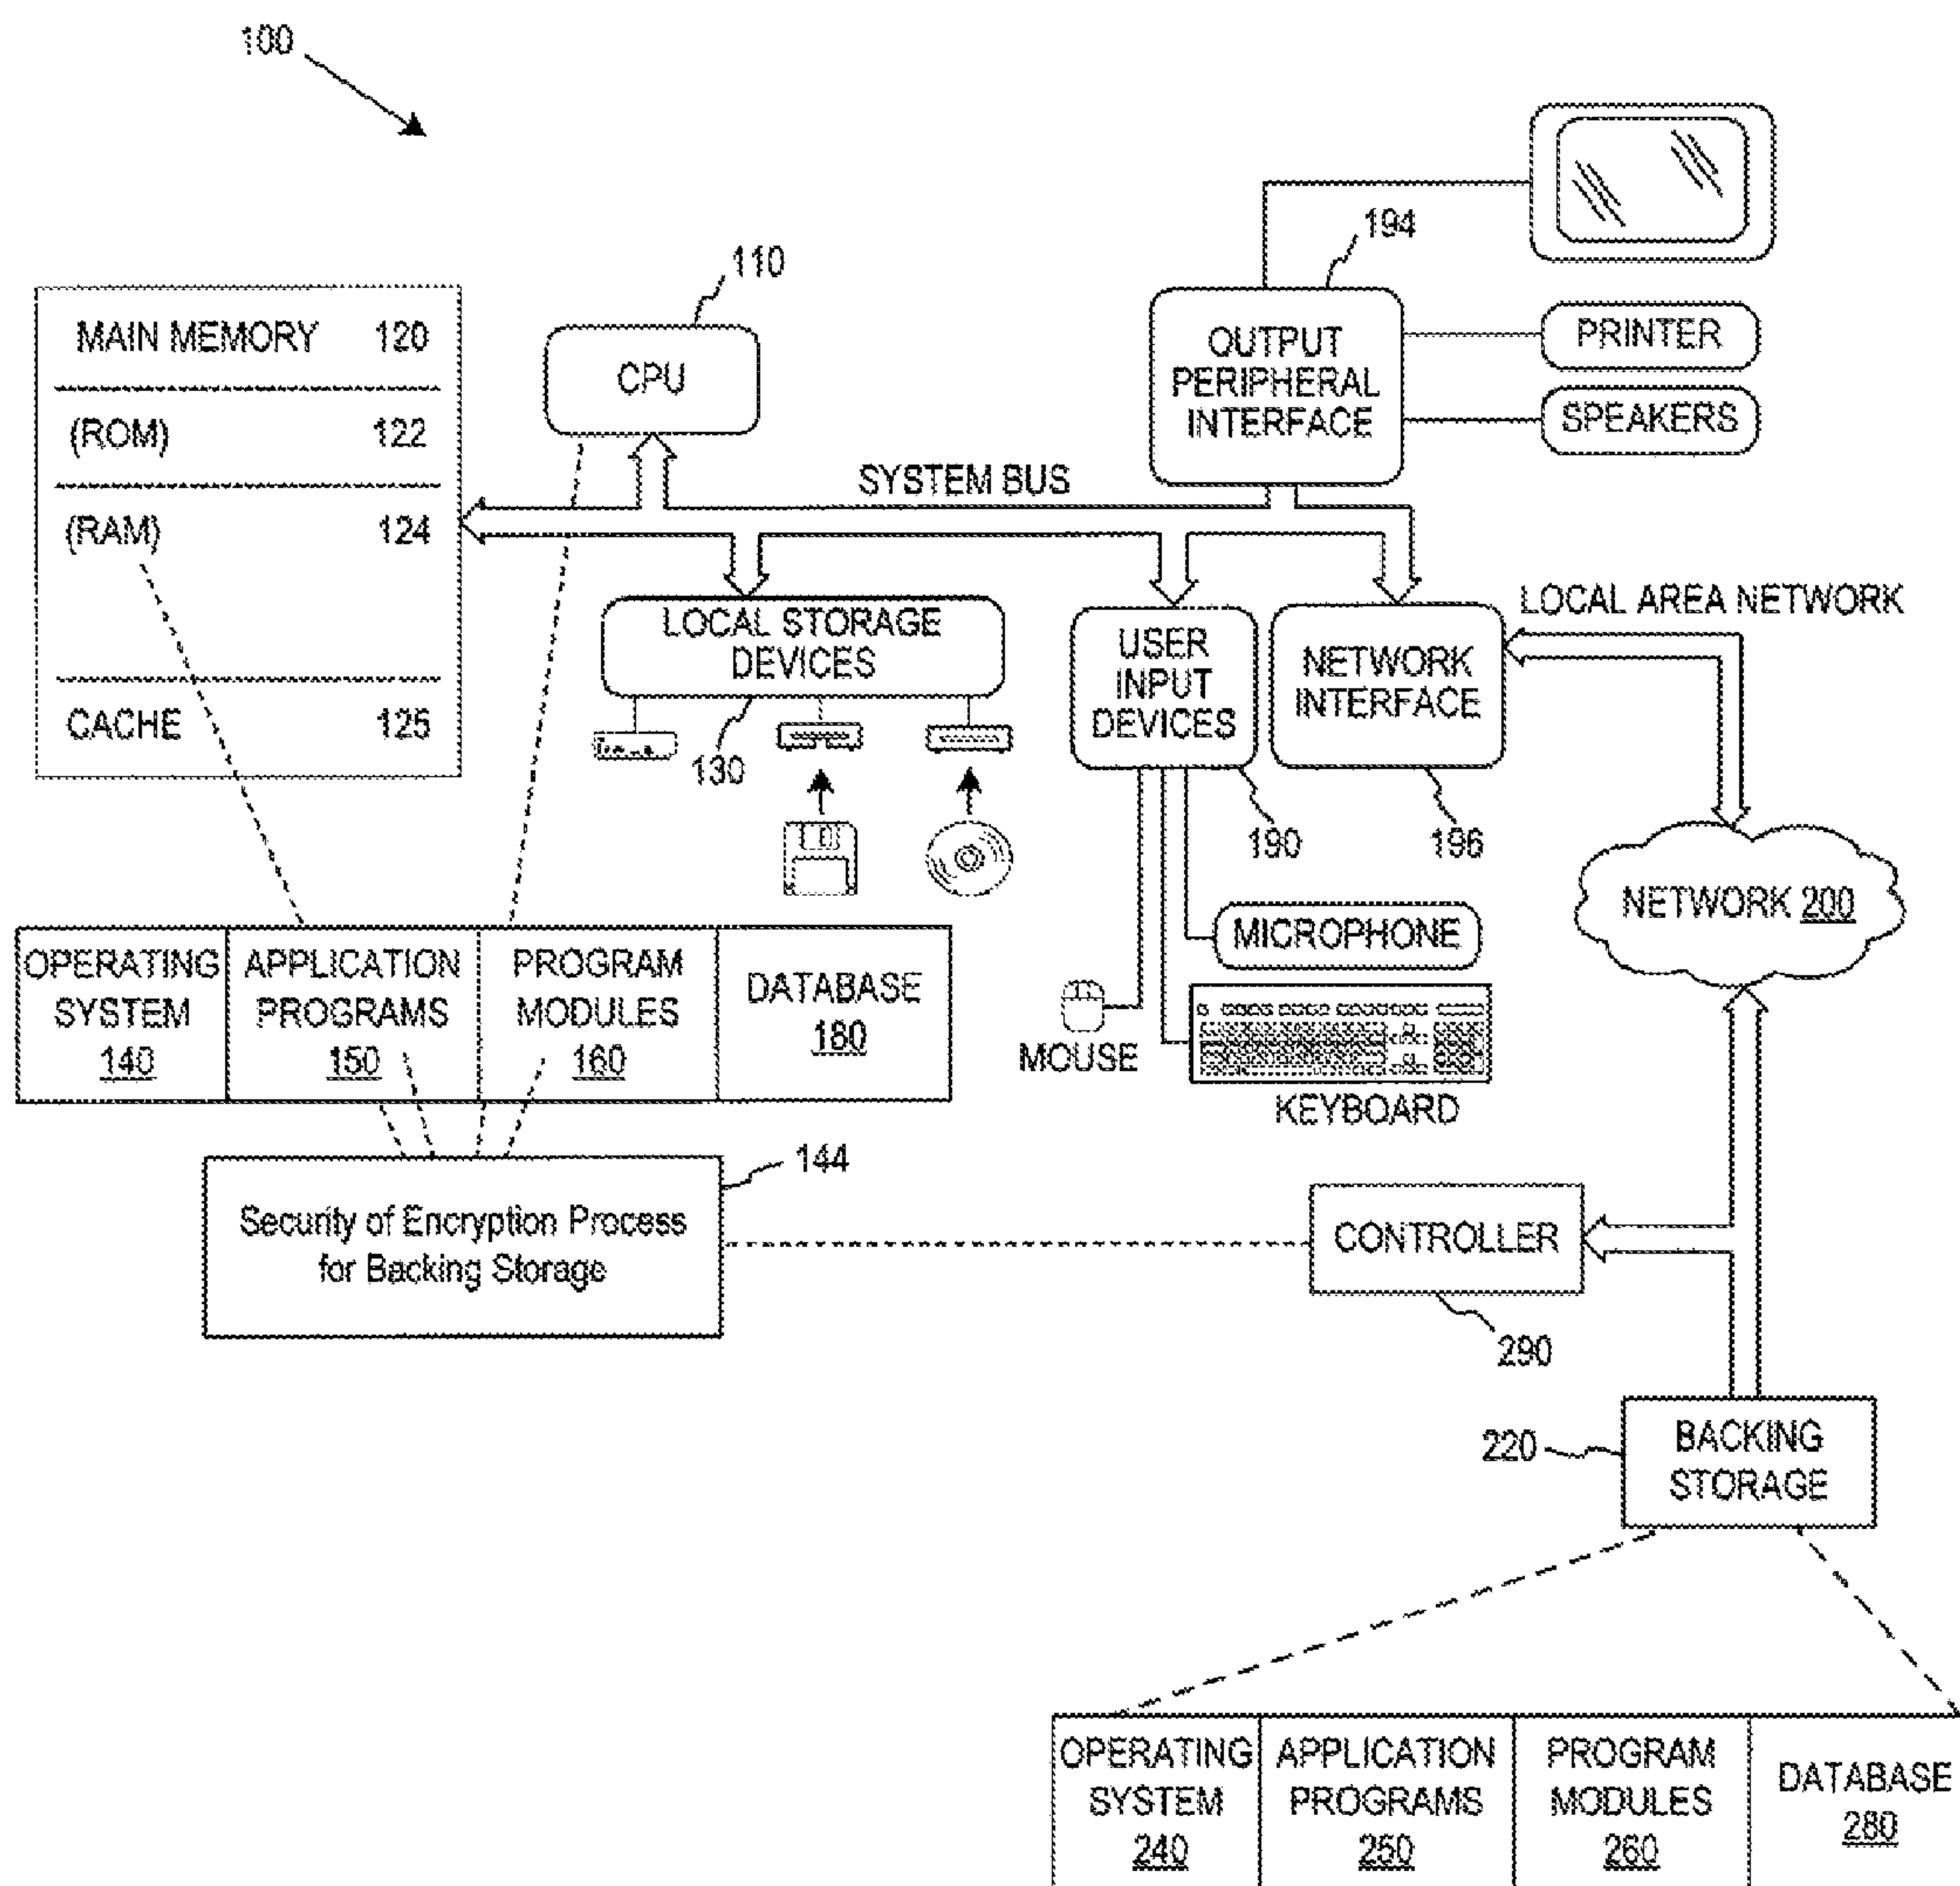 100
194
110
MAIN MEMORY 120
(ROM) 122
(RAM) 124
CACHE 125
CPU
OUTPUT
PERIPHERAL
INTERFACE
PRINTER
SPEAKERS
SYSTEM BUS
LOCAL STORAGE
DEVICES
130
USER
INPUT
DEVICES
190
NETWORK
INTERFACE
196
LOCAL AREA NETWORK
NETWORK 200
MICROPHONE
MOUSE
KEYBOARD
OPERATING
SYSTEM
140
APPLICATION
PROGRAMS
150
PROGRAM
MODULES
160
DATABASE
180
144
Security of Encryption Process
for Backing Storage
CONTROLLER
290
220
BACKING
STORAGE
OPERATING
SYSTEM
240
APPLICATION
PROGRAMS
250
PROGRAM
MODULES
260
DATABASE
280